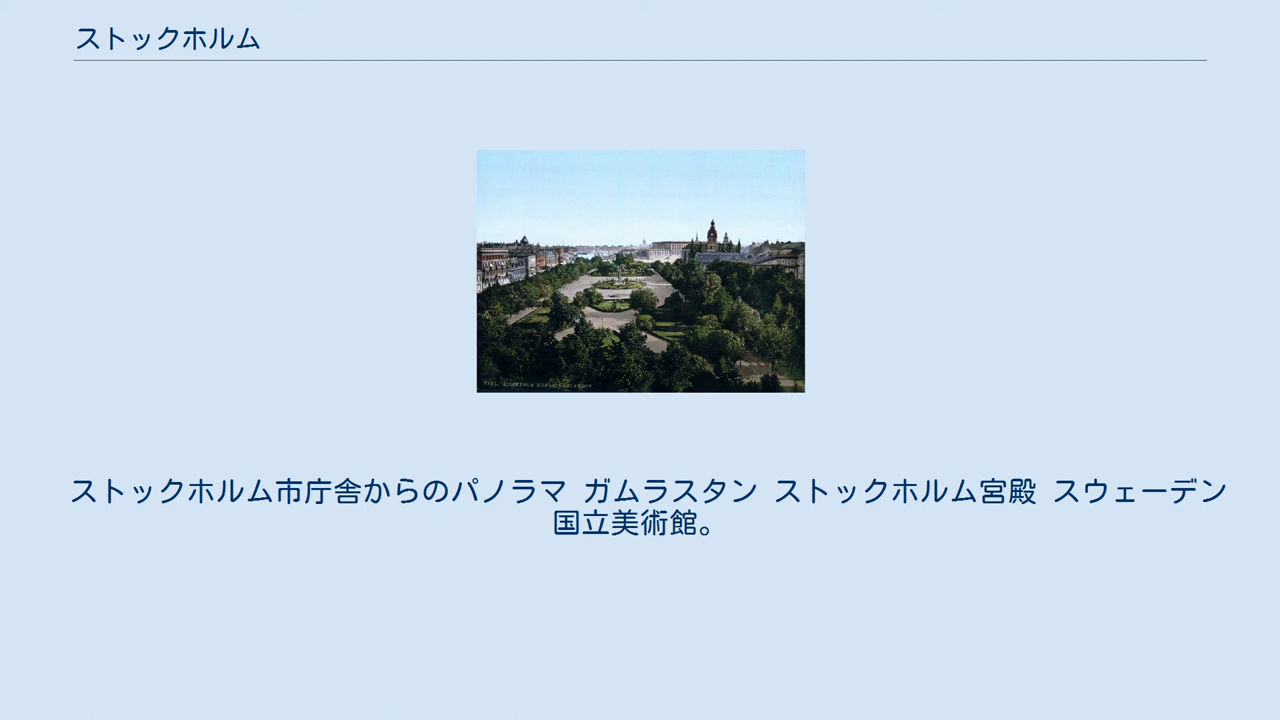 ストックホルム
ストックホルム市庁舎からのパノラマ ガムラスタン ストックホルム宮殿 スウェーデン
国立美術館。